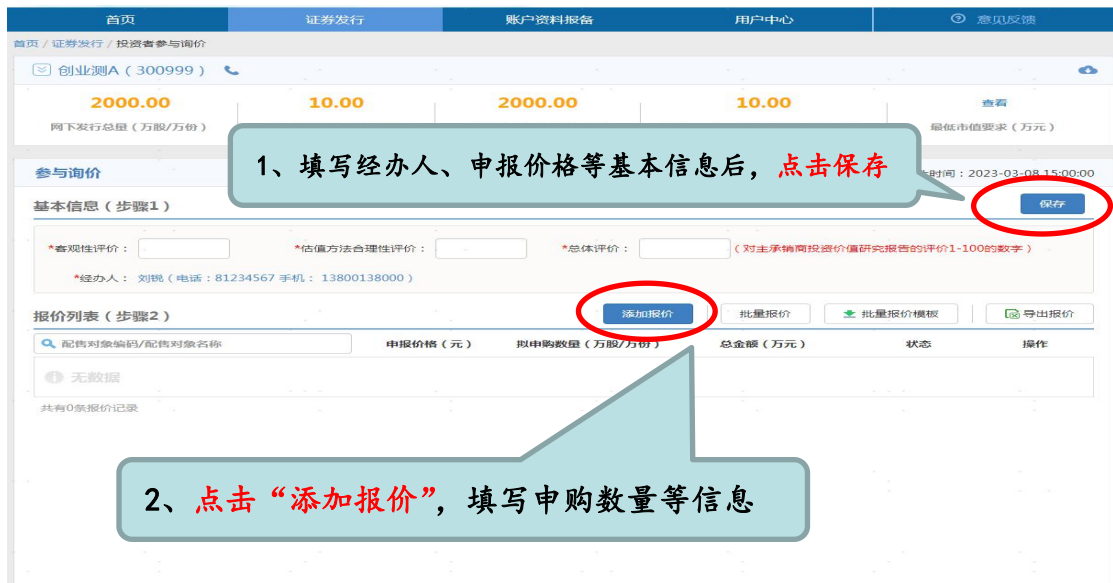 首页 证券发行 账户资料报备 用户中心 意见反馈
首页 / 证券发行 / 投资者参与询价
创业测A（300999）
2000.00 10.00 2000.00 10.00 查看
网下发行总量（万股/万份） 最低市值要求（万元）
1、填写经办人、申报价格等基本信息后，点击保存
参与询价 时间：2023-03-08 15:00:00
基本信息（步骤1） 保存
*客观性评价： *估值方法合理性评价： *总体评价： （对主承销商投资价值研究报告的评价1-100的数字）
*经办人： 刘锐（电话：81234567 手机： 13800138000）
报价列表（步骤2） 添加报价 批量报价 批量报价模板 导出报价
配售对象编码/配售对象名称 申报价格（元） 拟申购数量（万股/万份） 总金额（万元） 状态 操作
无数据
共有0条报价记录
2、点击“添加报价”，填写申购数量等信息